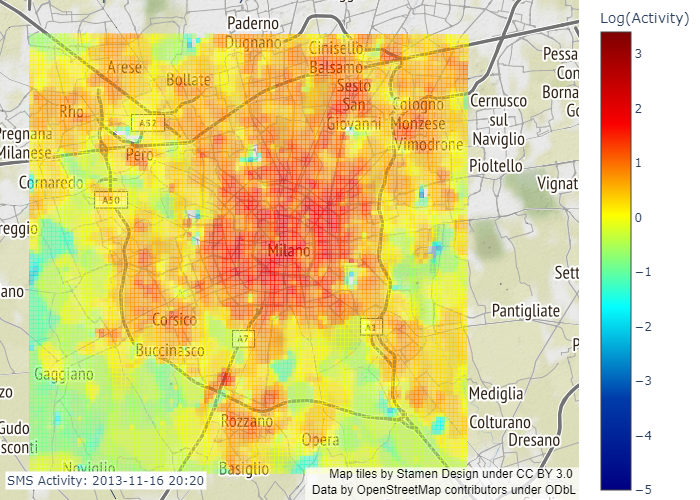 Log(Activity)
Paderno
Dugnano
Cinisello
Balsamo
Arese
Bollate
Sesto
San
Giovanni
Pessa
Con
Borna
Go
Rho
A52
Cologno
Monzese
Cernusco
sul
Naviglio
Pregnana
Milanese
Pero
Vimodrone
Pioltello
Cornaredo
Vignat
A50
reggio
Milano
Sett
ano
Pantigliate
Corsico
A7
A1
P
Buccinasco
Gaggiano
zo
Mediglia
Gudo
sconti
Rozzano
Colturano
Dresano
Opera
Noviglio
Basiglio
3
2
1
0
−1
−2
−3
−4
−5
SMS Activity: 2013-11-16 20:20
Map tiles by Stamen Design under CC BY 3.0
Data by OpenStreetMap contributors under ODbL